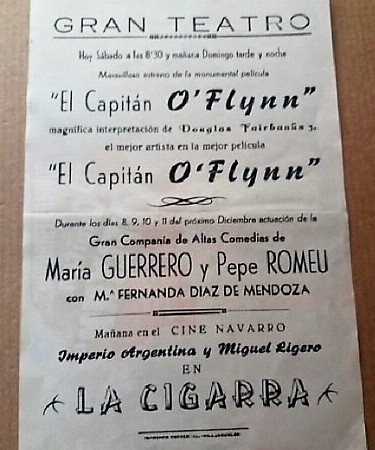 GRAN TEATRO
Hoy Sábado a las 8'30 y mañana Domingo tarde y noche
Maravilloso estreno de la monumental película
"El Capitán O'Flynn"
magnífica interpretación de Douglas Fairbanks Jr.
el mejor artista en la mejor película
"El Capitán O'Flynn"
Durante los días 8, 9, 10 y 11 del próximo Diciembre actuación de la
Gran Compañía de Altas Comedias de
María GUERRERO y Pepe ROMEU
con M.ª FERNANDA DIAZ DE MENDOZA
Mañana en el CINE NAVARRO
Imperio Argentina y Miguel Ligero
EN
LA CIGARRA